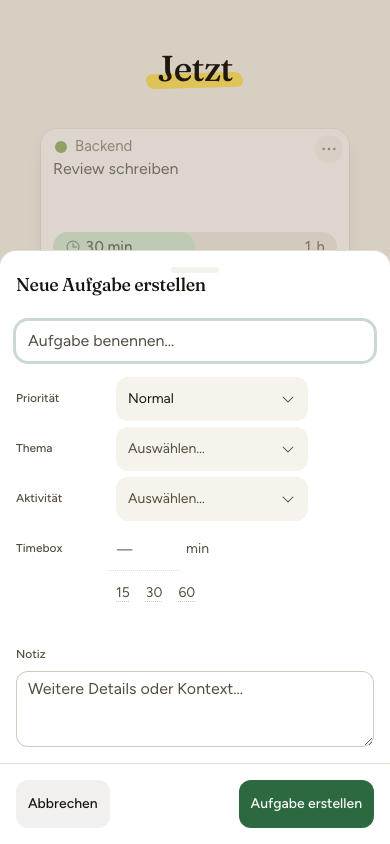 Jetzt
Backend
Review schreiben
30 min
1 h
Neue Aufgabe erstellen
Aufgabe benennen...
Priorität
Normal
Thema
Auswählen...
Aktivität
Auswählen...
Timebox
— min
15 30 60
Notiz
Weitere Details oder Kontext...
Abbrechen
Aufgabe erstellen